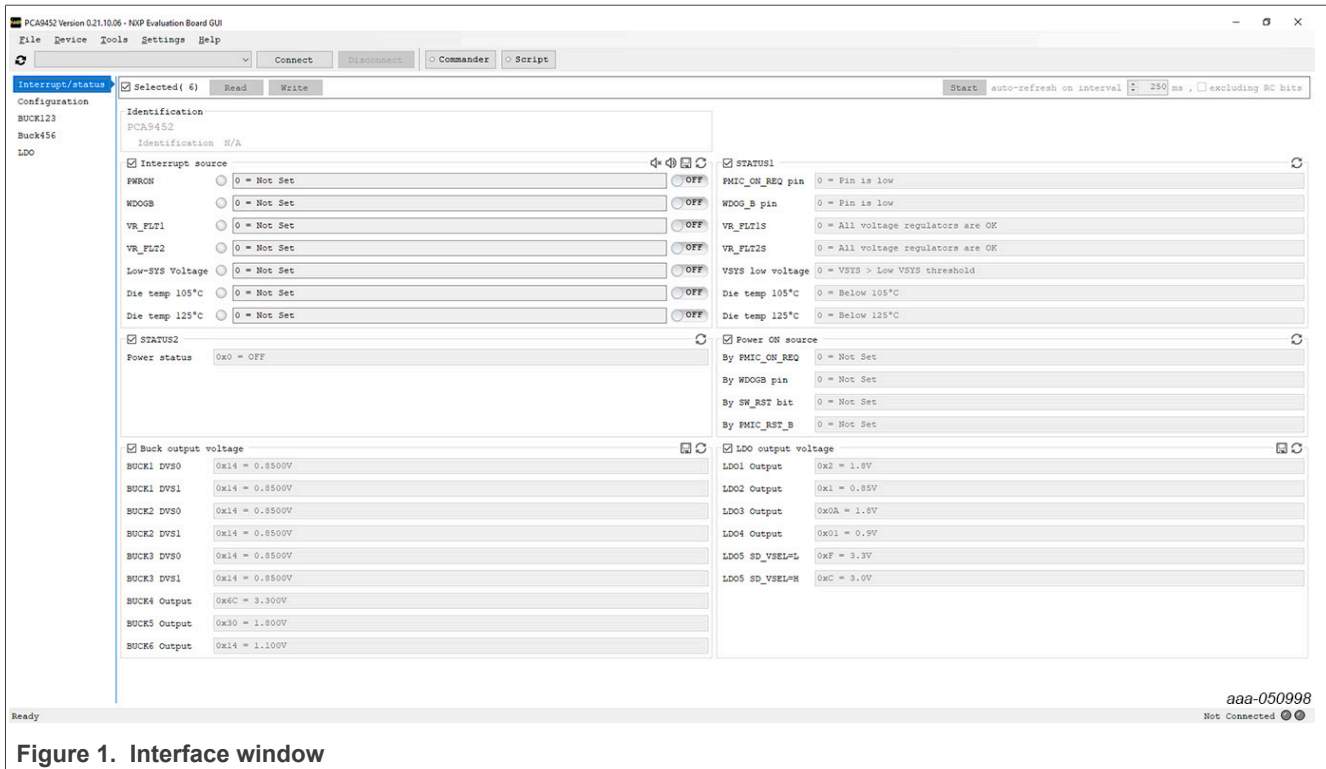 NXP PCA9452 Version 0.21.10.06 - NXP Evaluation Board GUI
File Device Tools Settings Help
Connect Disconnect Commander Script
Interrupt/status
Configuration
BUCK123
Buck456
LDO
Selected( 6) Read Write Start auto-refresh on interval 250 ms , excluding RC bits
Identification
PCA9452
Identification N/A
Interrupt source
PWRON 0 = Not Set OFF
WDOGB 0 = Not Set OFF
VR_FLT1 0 = Not Set OFF
VR_FLT2 0 = Not Set OFF
Low-SYS Voltage 0 = Not Set OFF
Die temp 105°C 0 = Not Set OFF
Die temp 125°C 0 = Not Set OFF
STATUS1
PMIC_ON_REQ pin 0 = Pin is low
WDOG_B pin 0 = Pin is low
VR_FLT1S 0 = All voltage regulators are OK
VR_FLT2S 0 = All voltage regulators are OK
VSYS low voltage 0 = VSYS > Low VSYS threshold
Die temp 105°C 0 = Below 105°C
Die temp 125°C 0 = Below 125°C
STATUS2
Power status 0x0 = OFF
Power ON source
By PMIC_ON_REQ 0 = Not Set
By WDOGB pin 0 = Not Set
By SW_RST bit 0 = Not Set
By PMIC_RST_B 0 = Not Set
Buck output voltage
BUCK1 DVS0 0x14 = 0.8500V
BUCK1 DVS1 0x14 = 0.8500V
BUCK2 DVS0 0x14 = 0.8500V
BUCK2 DVS1 0x14 = 0.8500V
BUCK3 DVS0 0x14 = 0.8500V
BUCK3 DVS1 0x14 = 0.8500V
BUCK4 Output 0x6C = 3.300V
BUCK5 Output 0x30 = 1.800V
BUCK6 Output 0x14 = 1.100V
LDO output voltage
LDO1 Output 0x2 = 1.8V
LDO2 Output 0x1 = 0.85V
LDO3 Output 0x0A = 1.8V
LDO4 Output 0x01 = 0.9V
LDO5 SD_VSEL=L 0xF = 3.3V
LDO5 SD_VSEL=H 0xC = 3.0V
aaa-050998
Ready Not Connected
Figure 1. Interface window